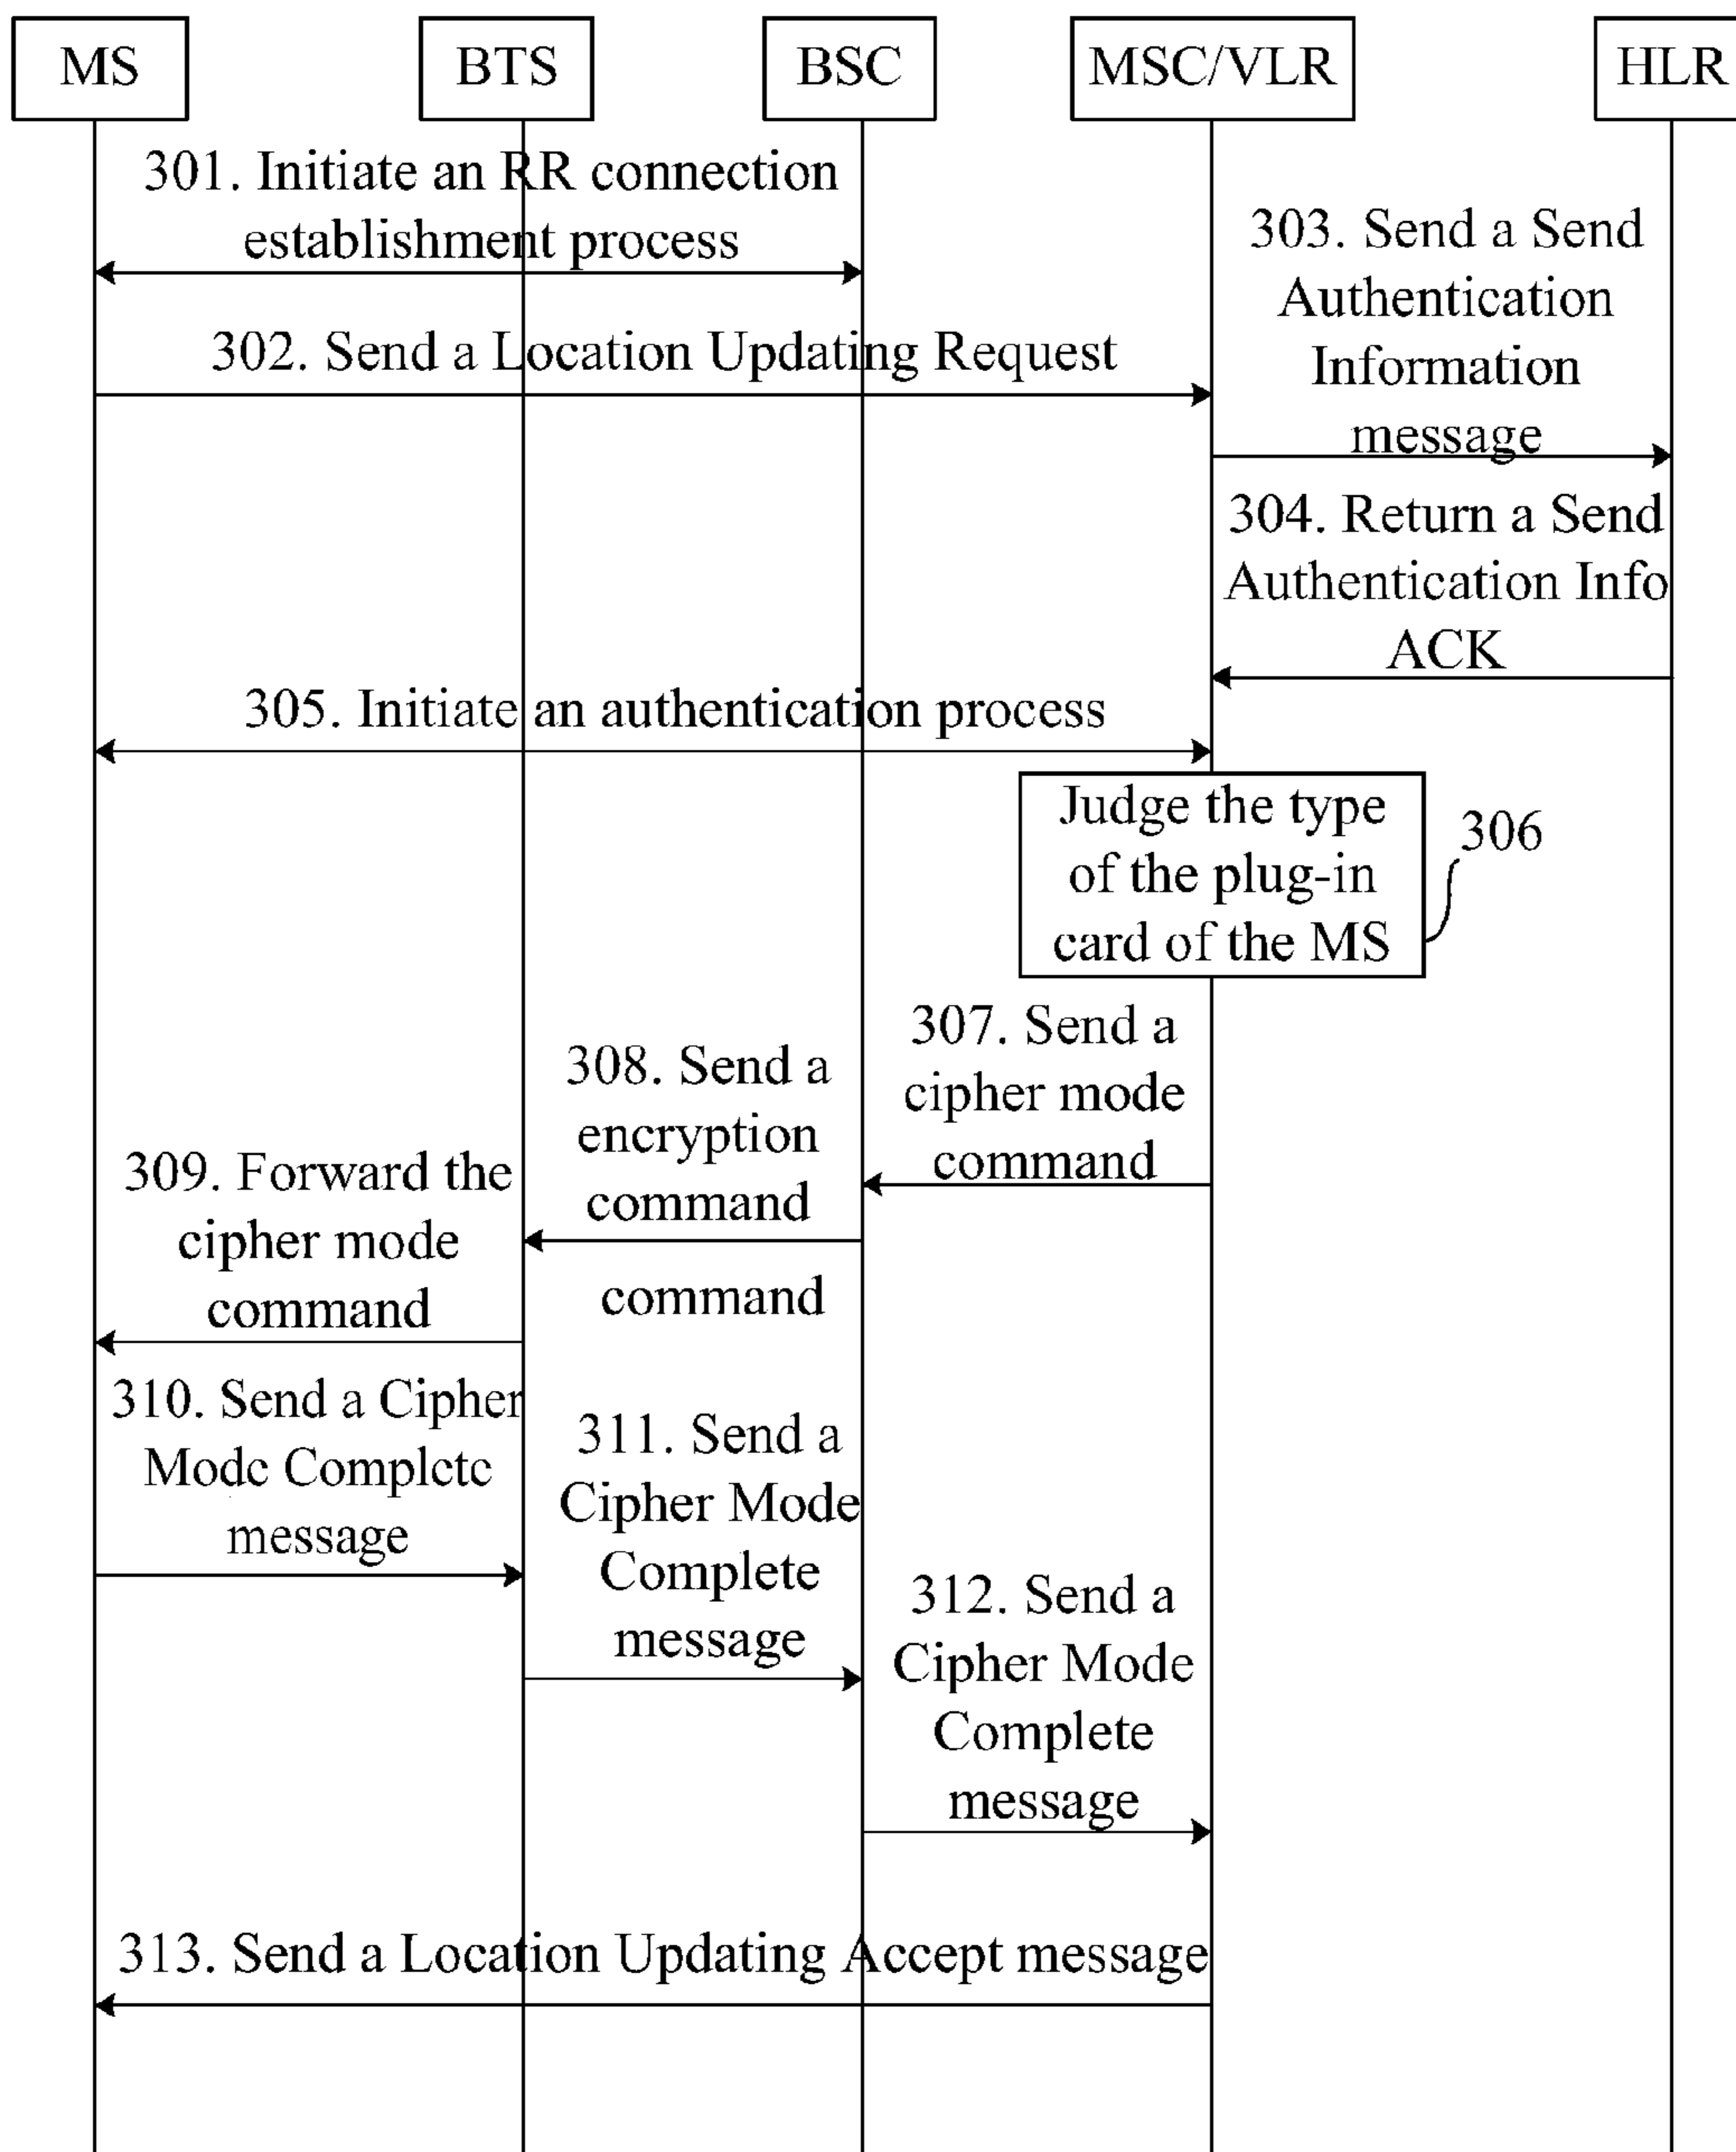 MS
BTS
BSC
MSC/VLR
HLR
301. Initiate an RR connection
establishment process
303. Send a Send
Authentication
Information
message
302. Send a Location Updating Request
304. Return a Send
Authentication Info
ACK
305. Initiate an authentication process
Judge the type
of the plug-in
card of the MS
306
307. Send a
cipher mode
command
308. Send a
encryption
command
command
309. Forward the
cipher mode
command
310. Send a Cipher
Mode Complete
message
311. Send a
Cipher Mode
Complete
message
312. Send a
Cipher Mode
Complete
message
313. Send a Location Updating Accept message